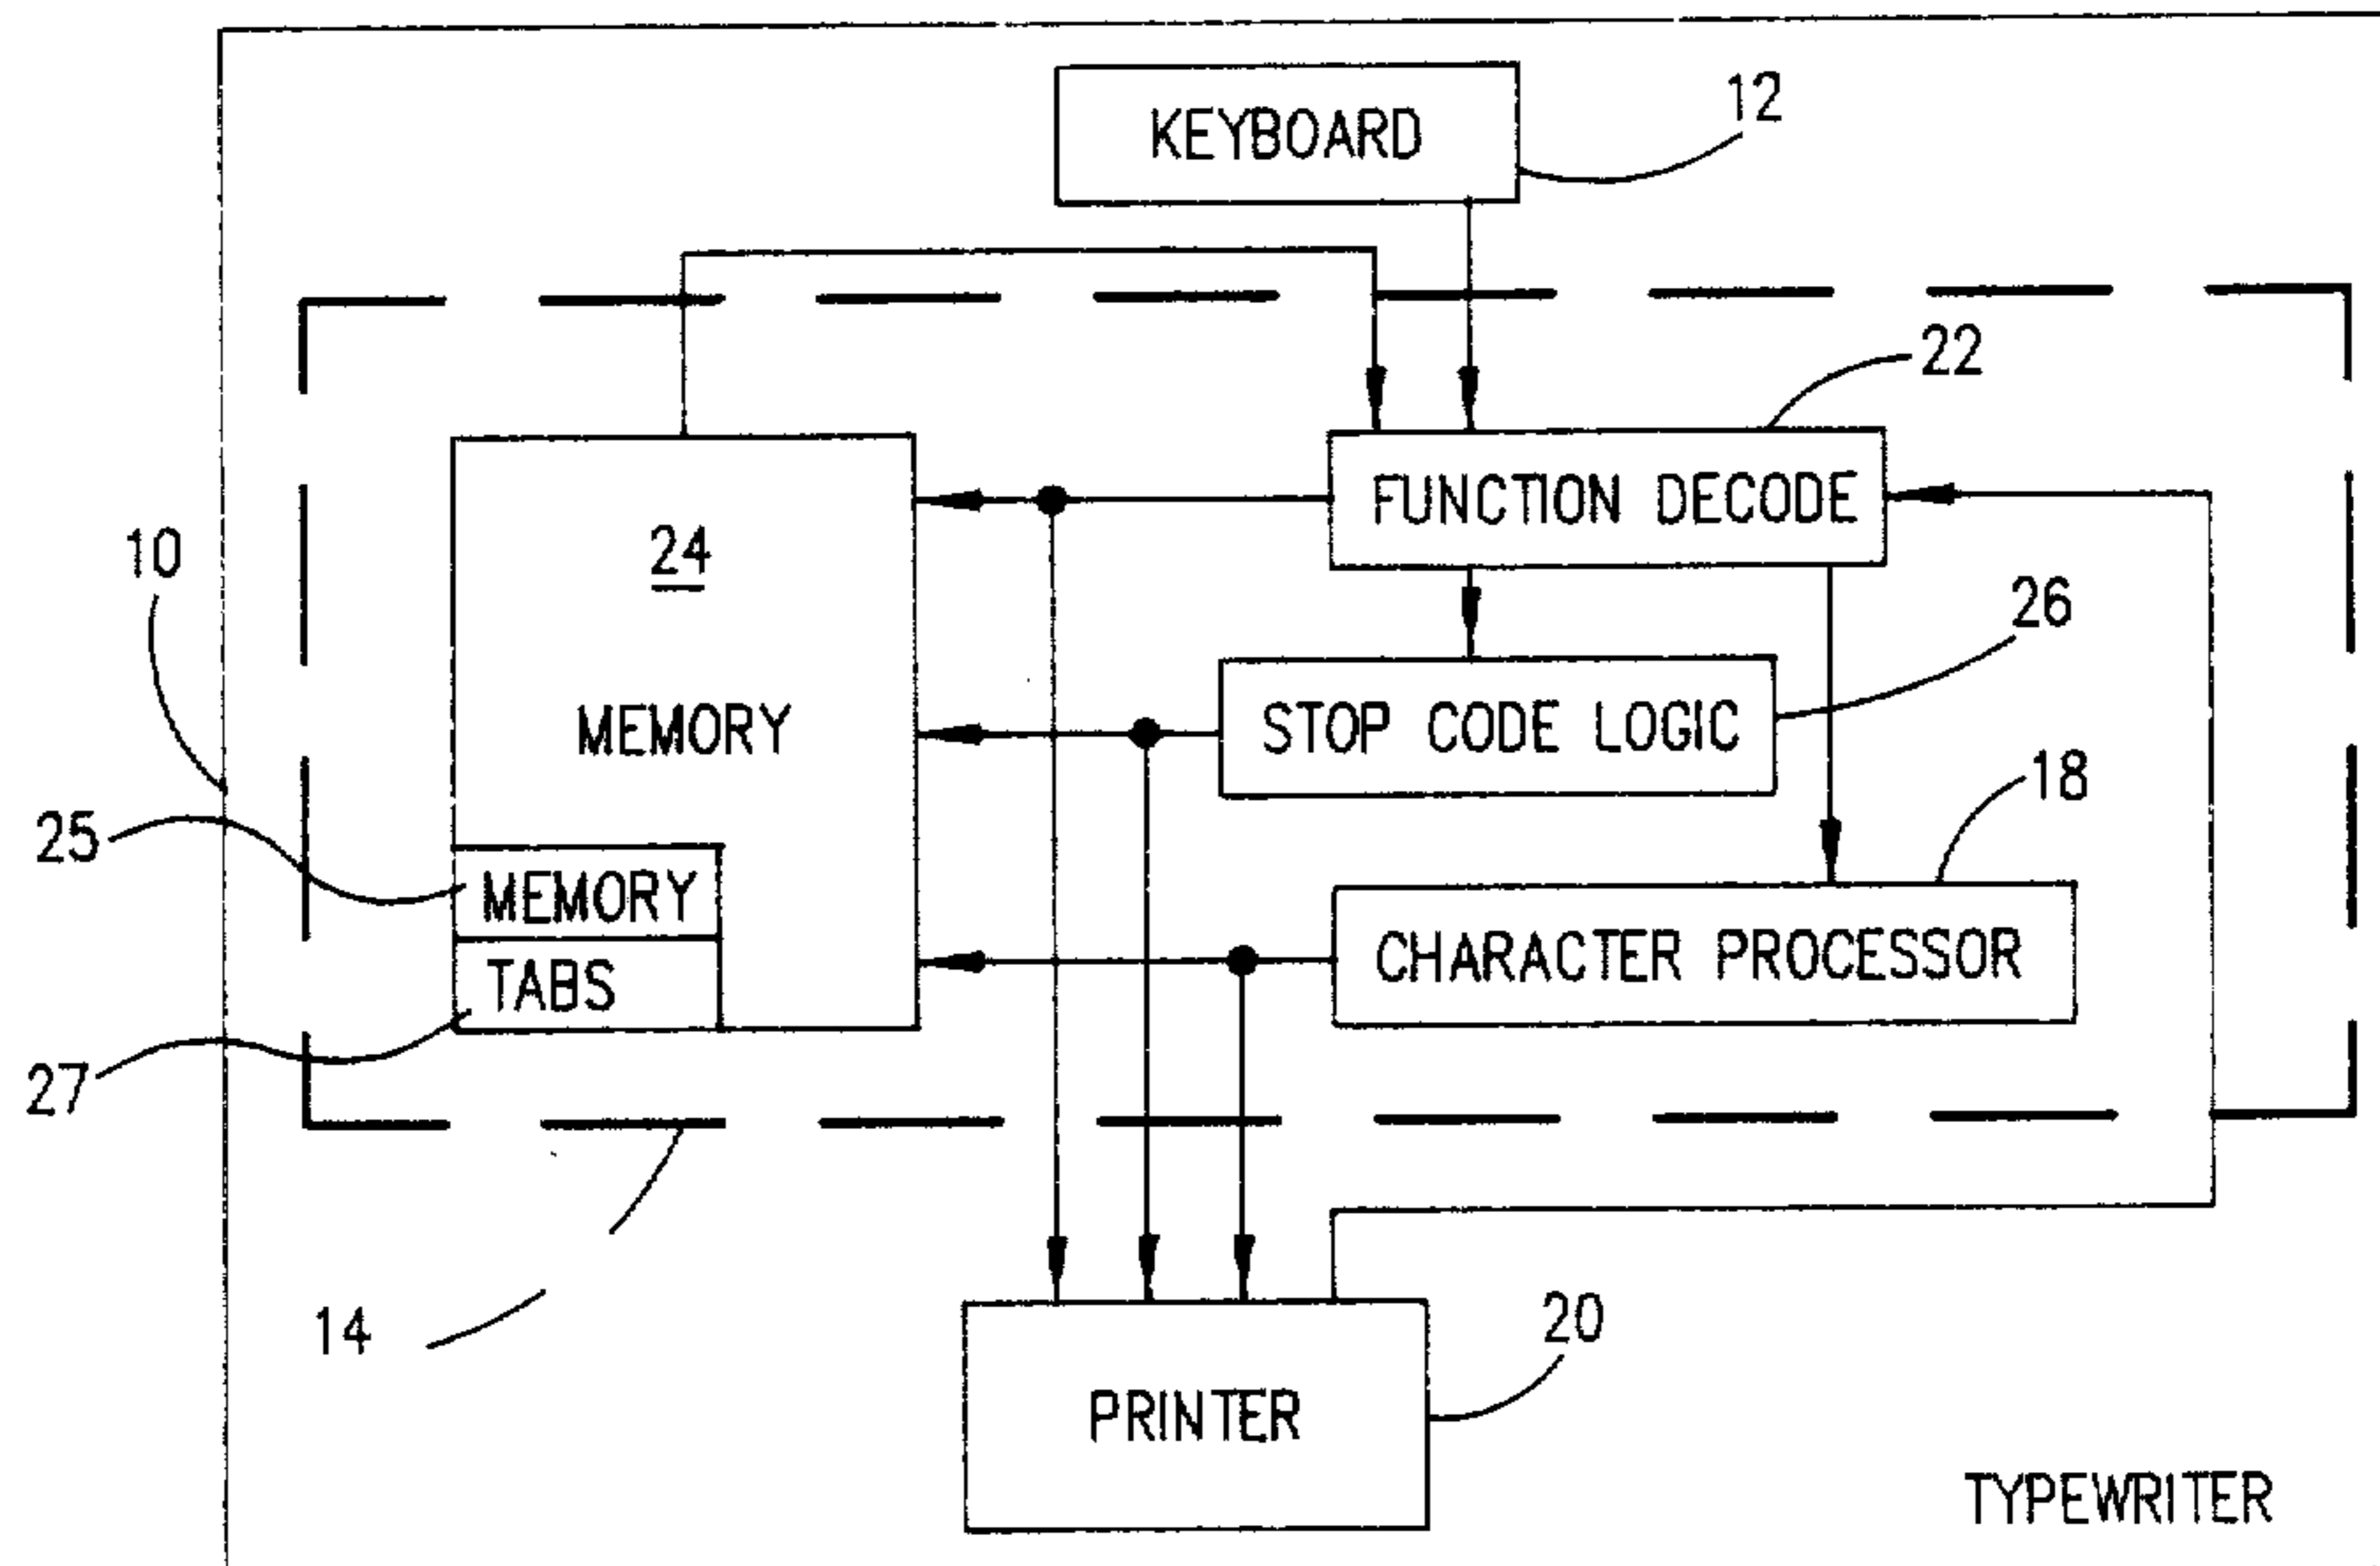 KEYBOARD
12
22
FUNCTION DECODE
24
10
26
MEMORY
STOP CODE LOGIC
18
25
MEMORY
CHARACTER PROCESSOR
TABS
27
14
20
PRINTER
TYPEWRITER